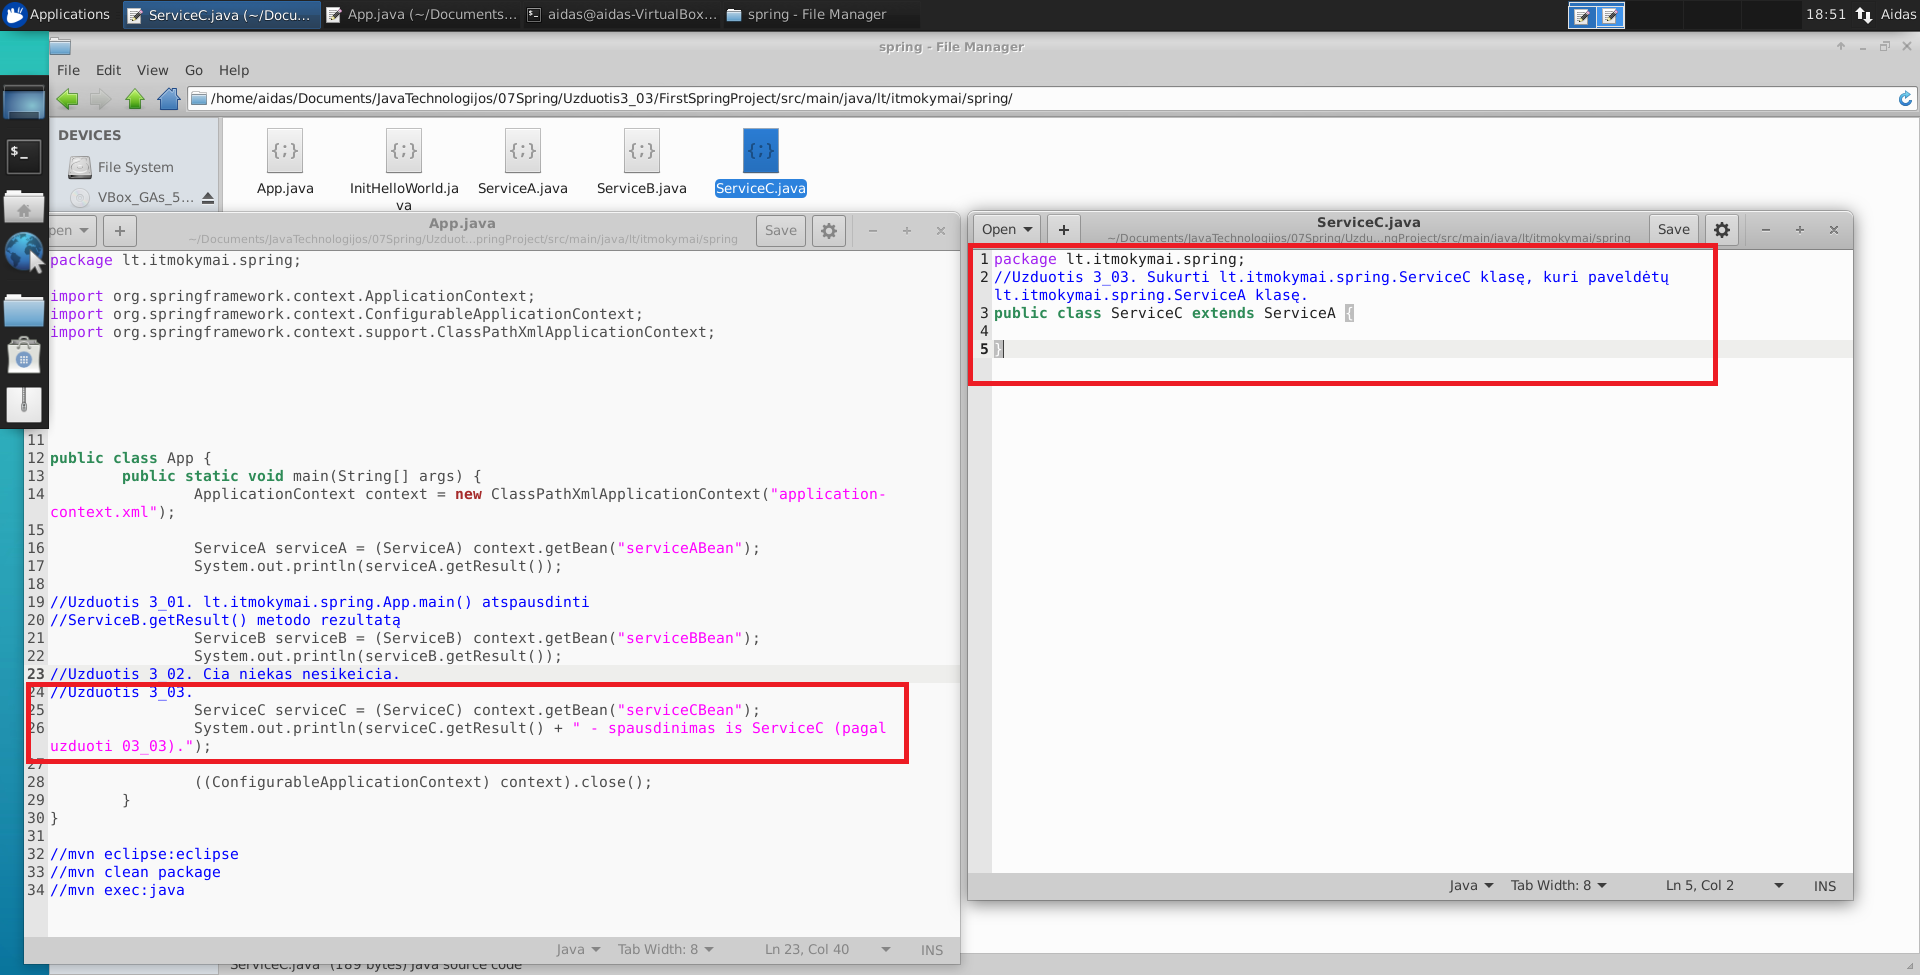 Applications
ServiceC.java (~/Docu...
App.java (~/Documents...
aidas@aidas-VirtualBox...
spring - File Manager
18:51
Aidas
spring - File Manager
File Edit View Go Help
/home/aidas/Documents/JavaTechnologijos/07Spring/Uzduotis3_03/FirstSpringProject/src/main/java/lt/itmokymai/spring/
DEVICES
File System
VBox_GAs_5...
App.java
InitHelloWorld.ja
va
ServiceA.java
ServiceB.java
ServiceC.java
App.java
~/Documents/JavaTechnologijos/07Spring/Uzduot...pringProject/src/main/java/lt/itmokymai/spring
Save
package lt.itmokymai.spring;
import org.springframework.context.ApplicationContext;
import org.springframework.context.ConfigurableApplicationContext;
import org.springframework.context.support.ClassPathXmlApplicationContext;
11
12 public class App {
13 public static void main(String[] args) {
14 ApplicationContext context = new ClassPathXmlApplicationContext("application-
context.xml");
15
16 ServiceA serviceA = (ServiceA) context.getBean("serviceABean");
17 System.out.println(serviceA.getResult());
18
19 //Uzduotis 3_01. lt.itmokymai.spring.App.main() atspausdinti
20 //ServiceB.getResult() metodo rezultatą
21 ServiceB serviceB = (ServiceB) context.getBean("serviceBBean");
22 System.out.println(serviceB.getResult());
23 //Uzduotis 3_02. Cia niekas nesikeicia.
24 //Uzduotis 3_03.
25 ServiceC serviceC = (ServiceC) context.getBean("serviceCBean");
26 System.out.println(serviceC.getResult() + " - spausdinimas is ServiceC (pagal
uzduoti 03_03).");
27
28 ((ConfigurableApplicationContext) context).close();
29 }
30 }
31
32 //mvn eclipse:eclipse
33 //mvn clean package
34 //mvn exec:java
Java Tab Width: 8 Ln 23, Col 40 INS
ServiceC.java
Open
~/Documents/JavaTechnologijos/07Spring/Uzdu...ngProject/src/main/java/lt/itmokymai/spring
Save
1 package lt.itmokymai.spring;
2 //Uzduotis 3_03. Sukurti lt.itmokymai.spring.ServiceC klasę, kuri paveldėtų
lt.itmokymai.spring.ServiceA klasę.
3 public class ServiceC extends ServiceA {
4
5 }
Java Tab Width: 8 Ln 5, Col 2 INS